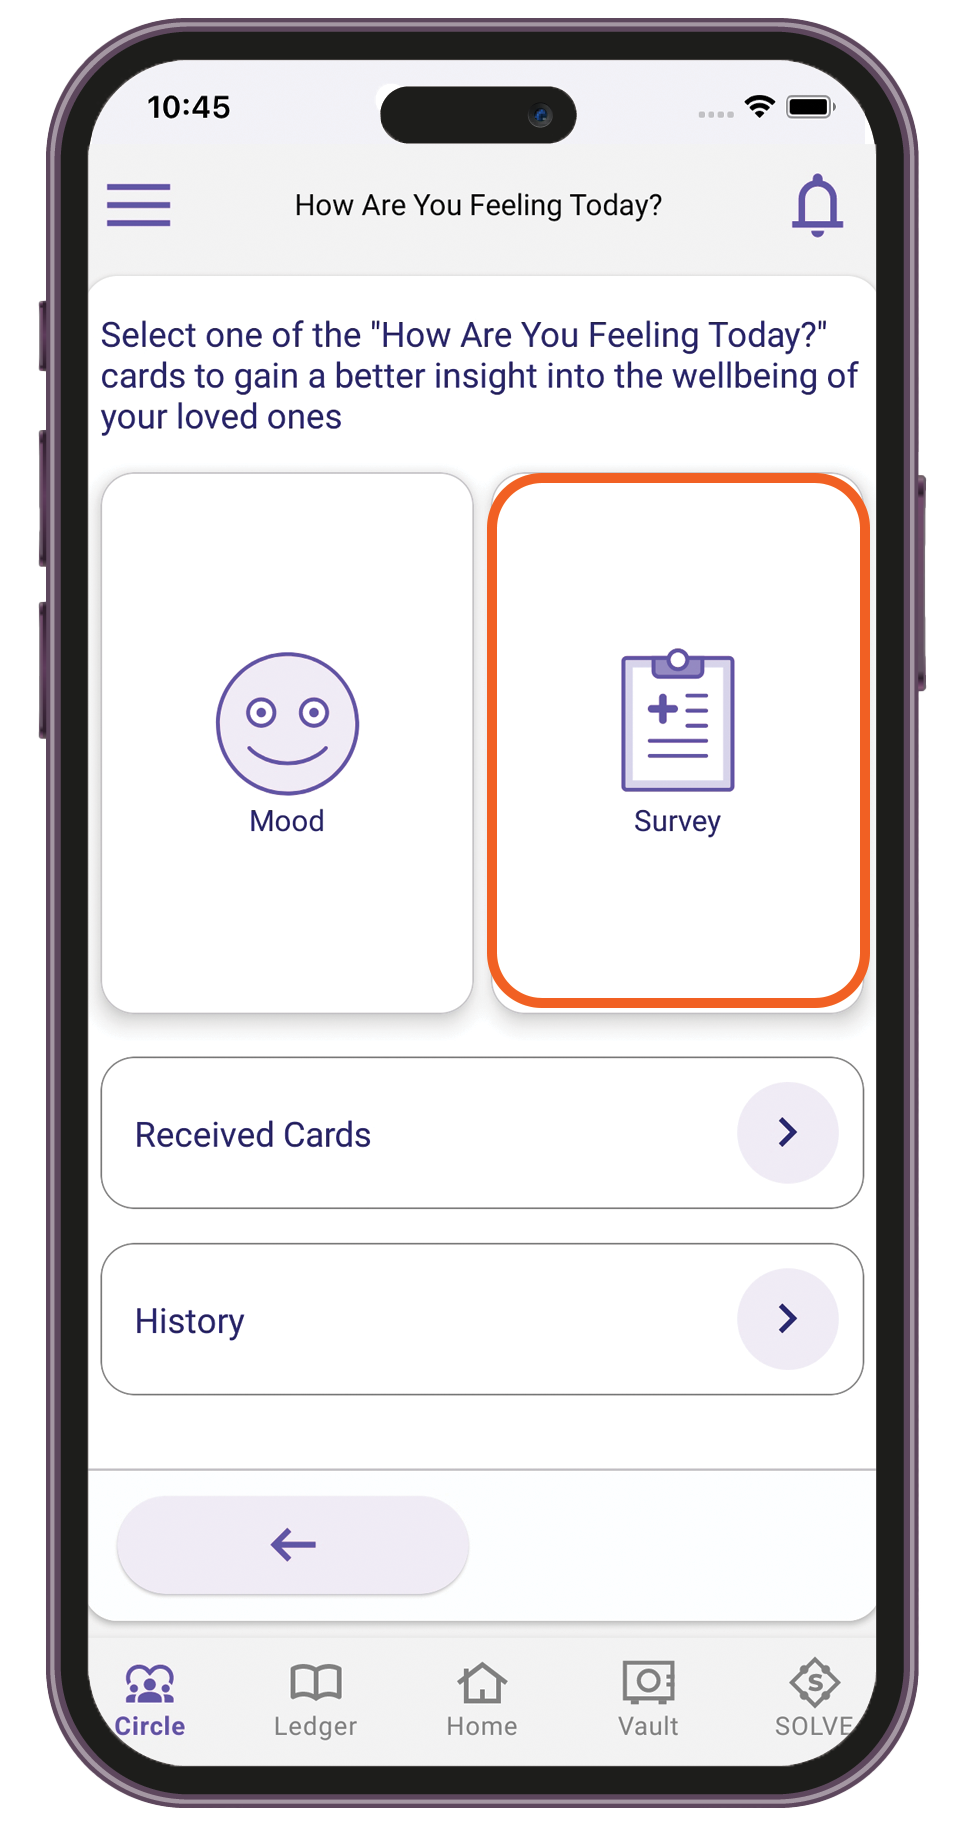 10:45
How Are You Feeling Today?
Select one of the "How Are You Feeling Today?"
cards to gain a better insight into the wellbeing of
your loved ones
Mood
Survey
Received Cards
History
Circle
Ledger
Home
Vault
S
SOLVE